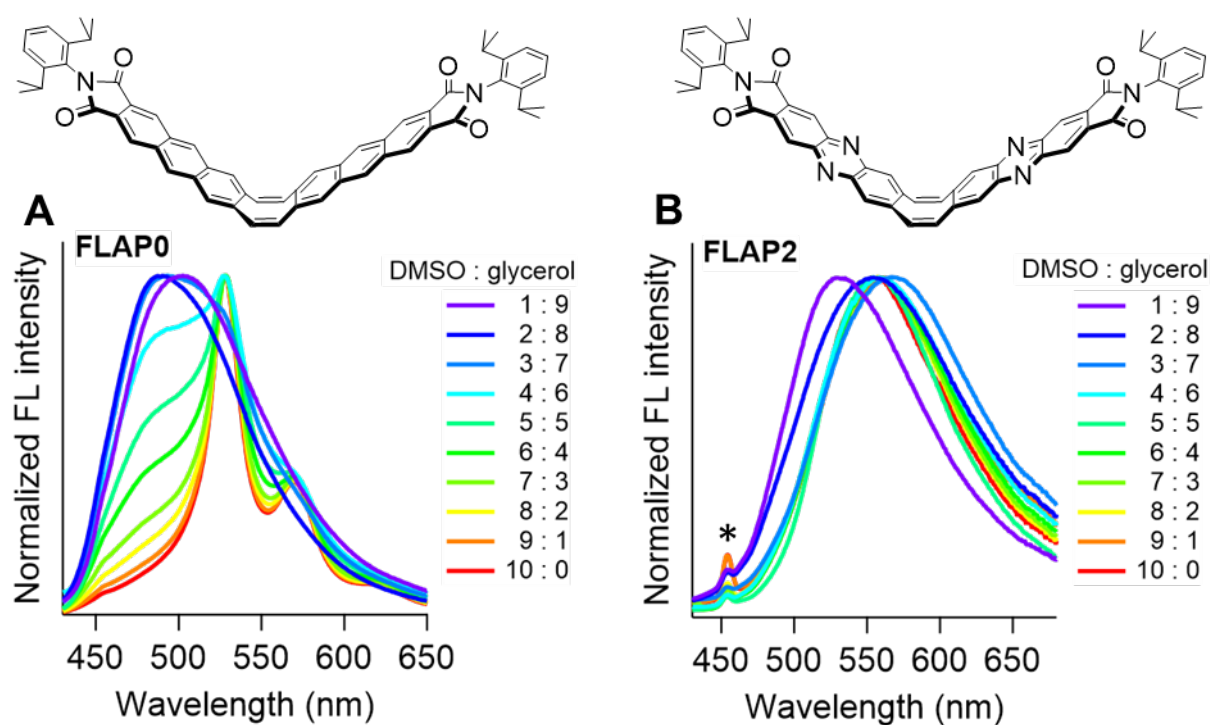 O
N
O
O
N
O
O
N
O
N
N
N
N
O
N
O
A
FLAP0
Normalized FL intensity
DMSO : glycerol
1 : 9
2 : 8
3 : 7
4 : 6
5 : 5
6 : 4
7 : 3
8 : 2
9 : 1
10 : 0
450 500 550 600 650
Wavelength (nm)
B
FLAP2
Normalized FL intensity
*
DMSO : glycerol
1 : 9
2 : 8
3 : 7
4 : 6
5 : 5
6 : 4
7 : 3
8 : 2
9 : 1
10 : 0
450 500 550 600 650
Wavelength (nm)